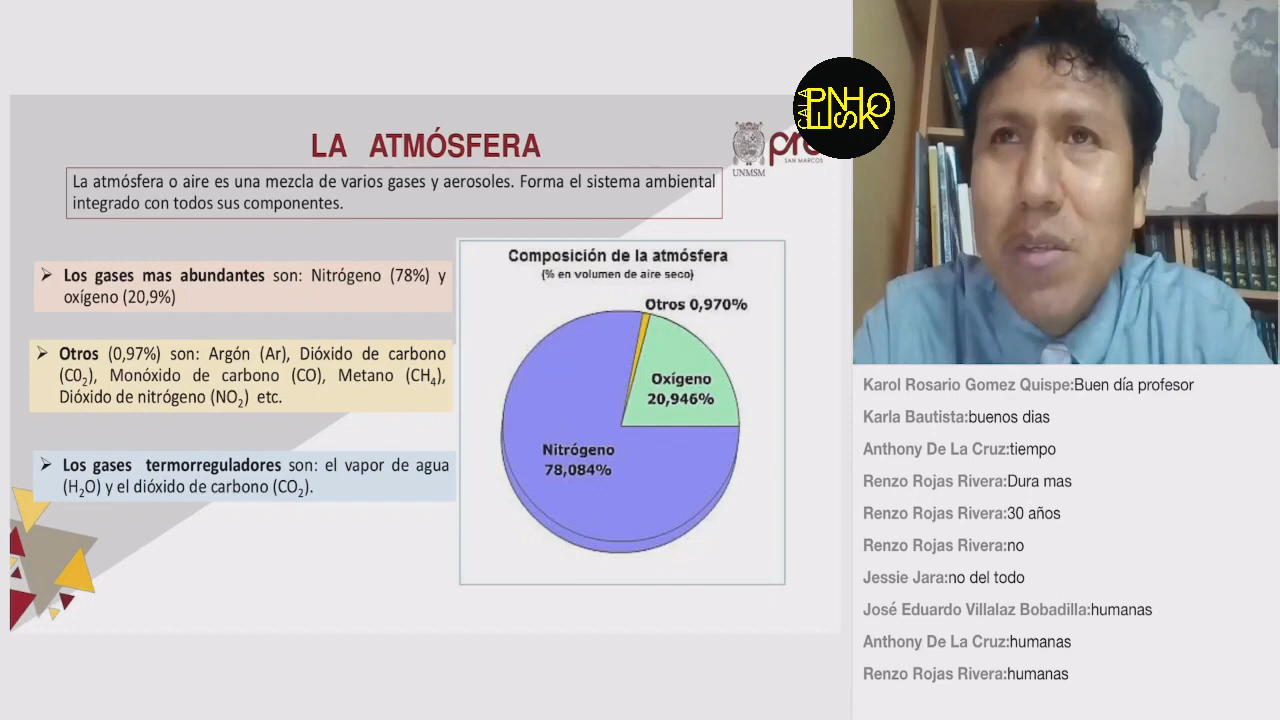 LA ATMÓSFERA
La atmósfera o aire es una mezcla de varios gases y aerosoles. Forma el sistema ambiental
integrado con todos sus componentes.
UNMSM
pre
SAN MARCOS
CALA
PENHSKO
Los gases mas abundantes son: Nitrógeno (78%) y
oxígeno (20,9%)
Otros (0,97%) son: Argón (Ar), Dióxido de carbono
(C0₂), Monóxido de carbono (CO), Metano (CH₄),
Dióxido de nitrógeno (NO₂) etc.
Los gases termorreguladores son: el vapor de agua
(H₂O) y el dióxido de carbono (CO₂).
Composición de la atmósfera
(% en volumen de aire seco)
Otros 0,970%
Oxígeno
20,946%
Nitrógeno
78,084%
Karol Rosario Gomez Quispe:Buen día profesor
Karla Bautista:buenos dias
Anthony De La Cruz:tiempo
Renzo Rojas Rivera:Dura mas
Renzo Rojas Rivera:30 años
Renzo Rojas Rivera:no
Jessie Jara:no del todo
José Eduardo Villalaz Bobadilla:humanas
Anthony De La Cruz:humanas
Renzo Rojas Rivera:humanas